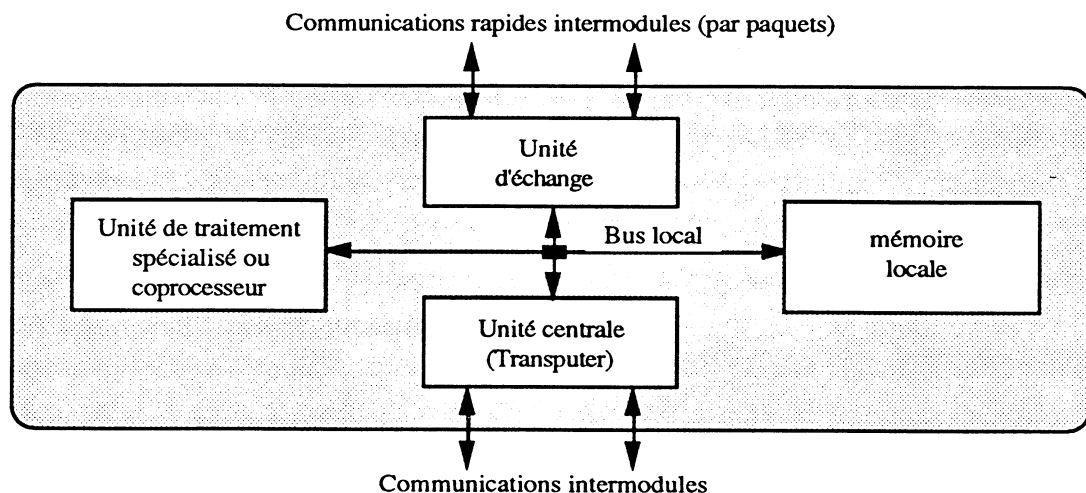 Communications rapides intermodules (par paquets)
Unité
d'échange
Unité de traitement
spécialisé ou
coprocesseur
Bus local
mémoire
locale
Unité centrale
(Transputer)
Communications intermodules